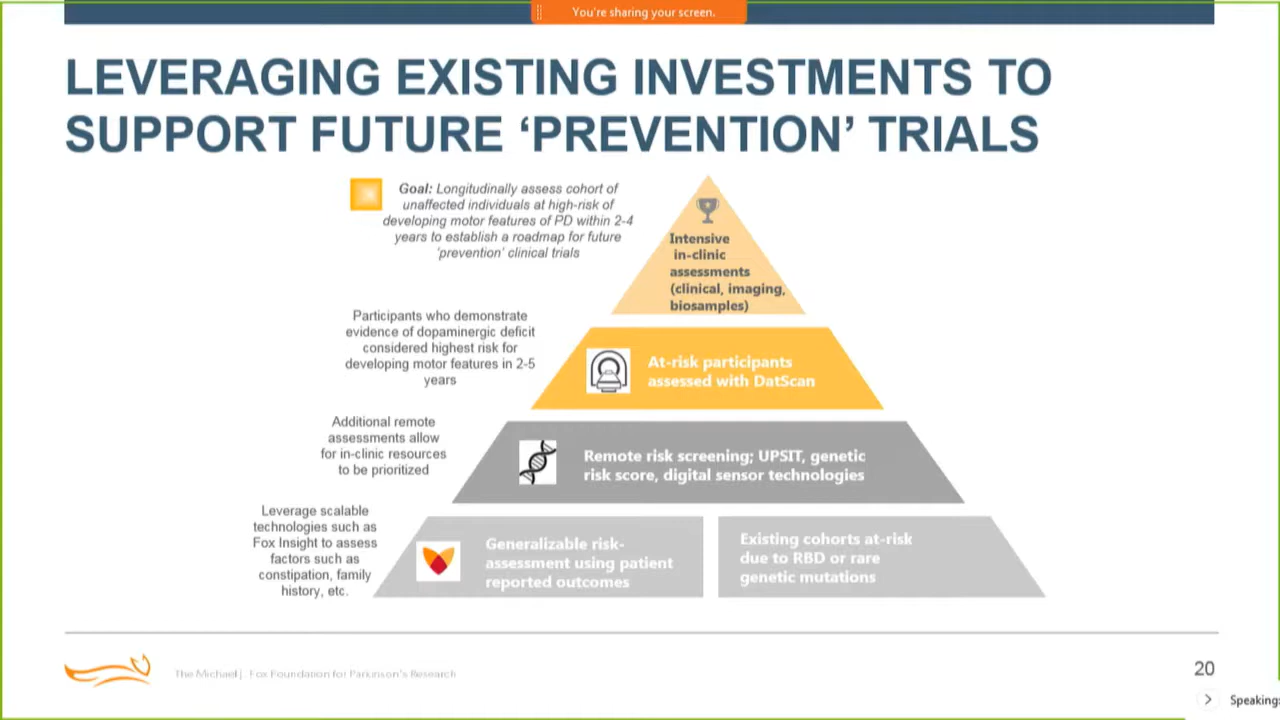 You're sharing your screen.
LEVERAGING EXISTING INVESTMENTS TO
SUPPORT FUTURE ‘PREVENTION’ TRIALS
Goal: Longitudinally assess cohort of
unaffected individuals at high-risk of
developing motor features of PD within 2-4
years to establish a roadmap for future
‘prevention’ clinical trials
Intensive
in-clinic
assessments
(clinical, imaging,
biosamples)
Participants who demonstrate
evidence of dopaminergic deficit
considered highest risk for
developing motor features in 2-5
years
At-risk participants
assessed with DatScan
Additional remote
assessments allow
for in-clinic resources
to be prioritized
Remote risk screening; UPSIT, genetic
risk score, digital sensor technologies
Leverage scalable
technologies such as
Fox Insight to assess
factors such as
constipation, family
history, etc.
Generalizable risk-
assessment using patient
reported outcomes
Existing cohorts at-risk
due to RBD or rare
genetic mutations
The Michael J. Fox Foundation for Parkinson's Research
20
Speaking: